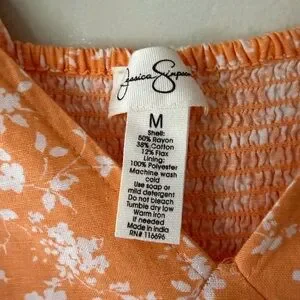 Jessica Simpson
M
Shell:
50% Rayon
38% Cotton
12% Flax
Lining:
100% Polyester
Machine wash
cold
Use soap or
mild detergent
Do not bleach
Tumble dry low
Warm Iron
If needed
Made in India
RN# 116696